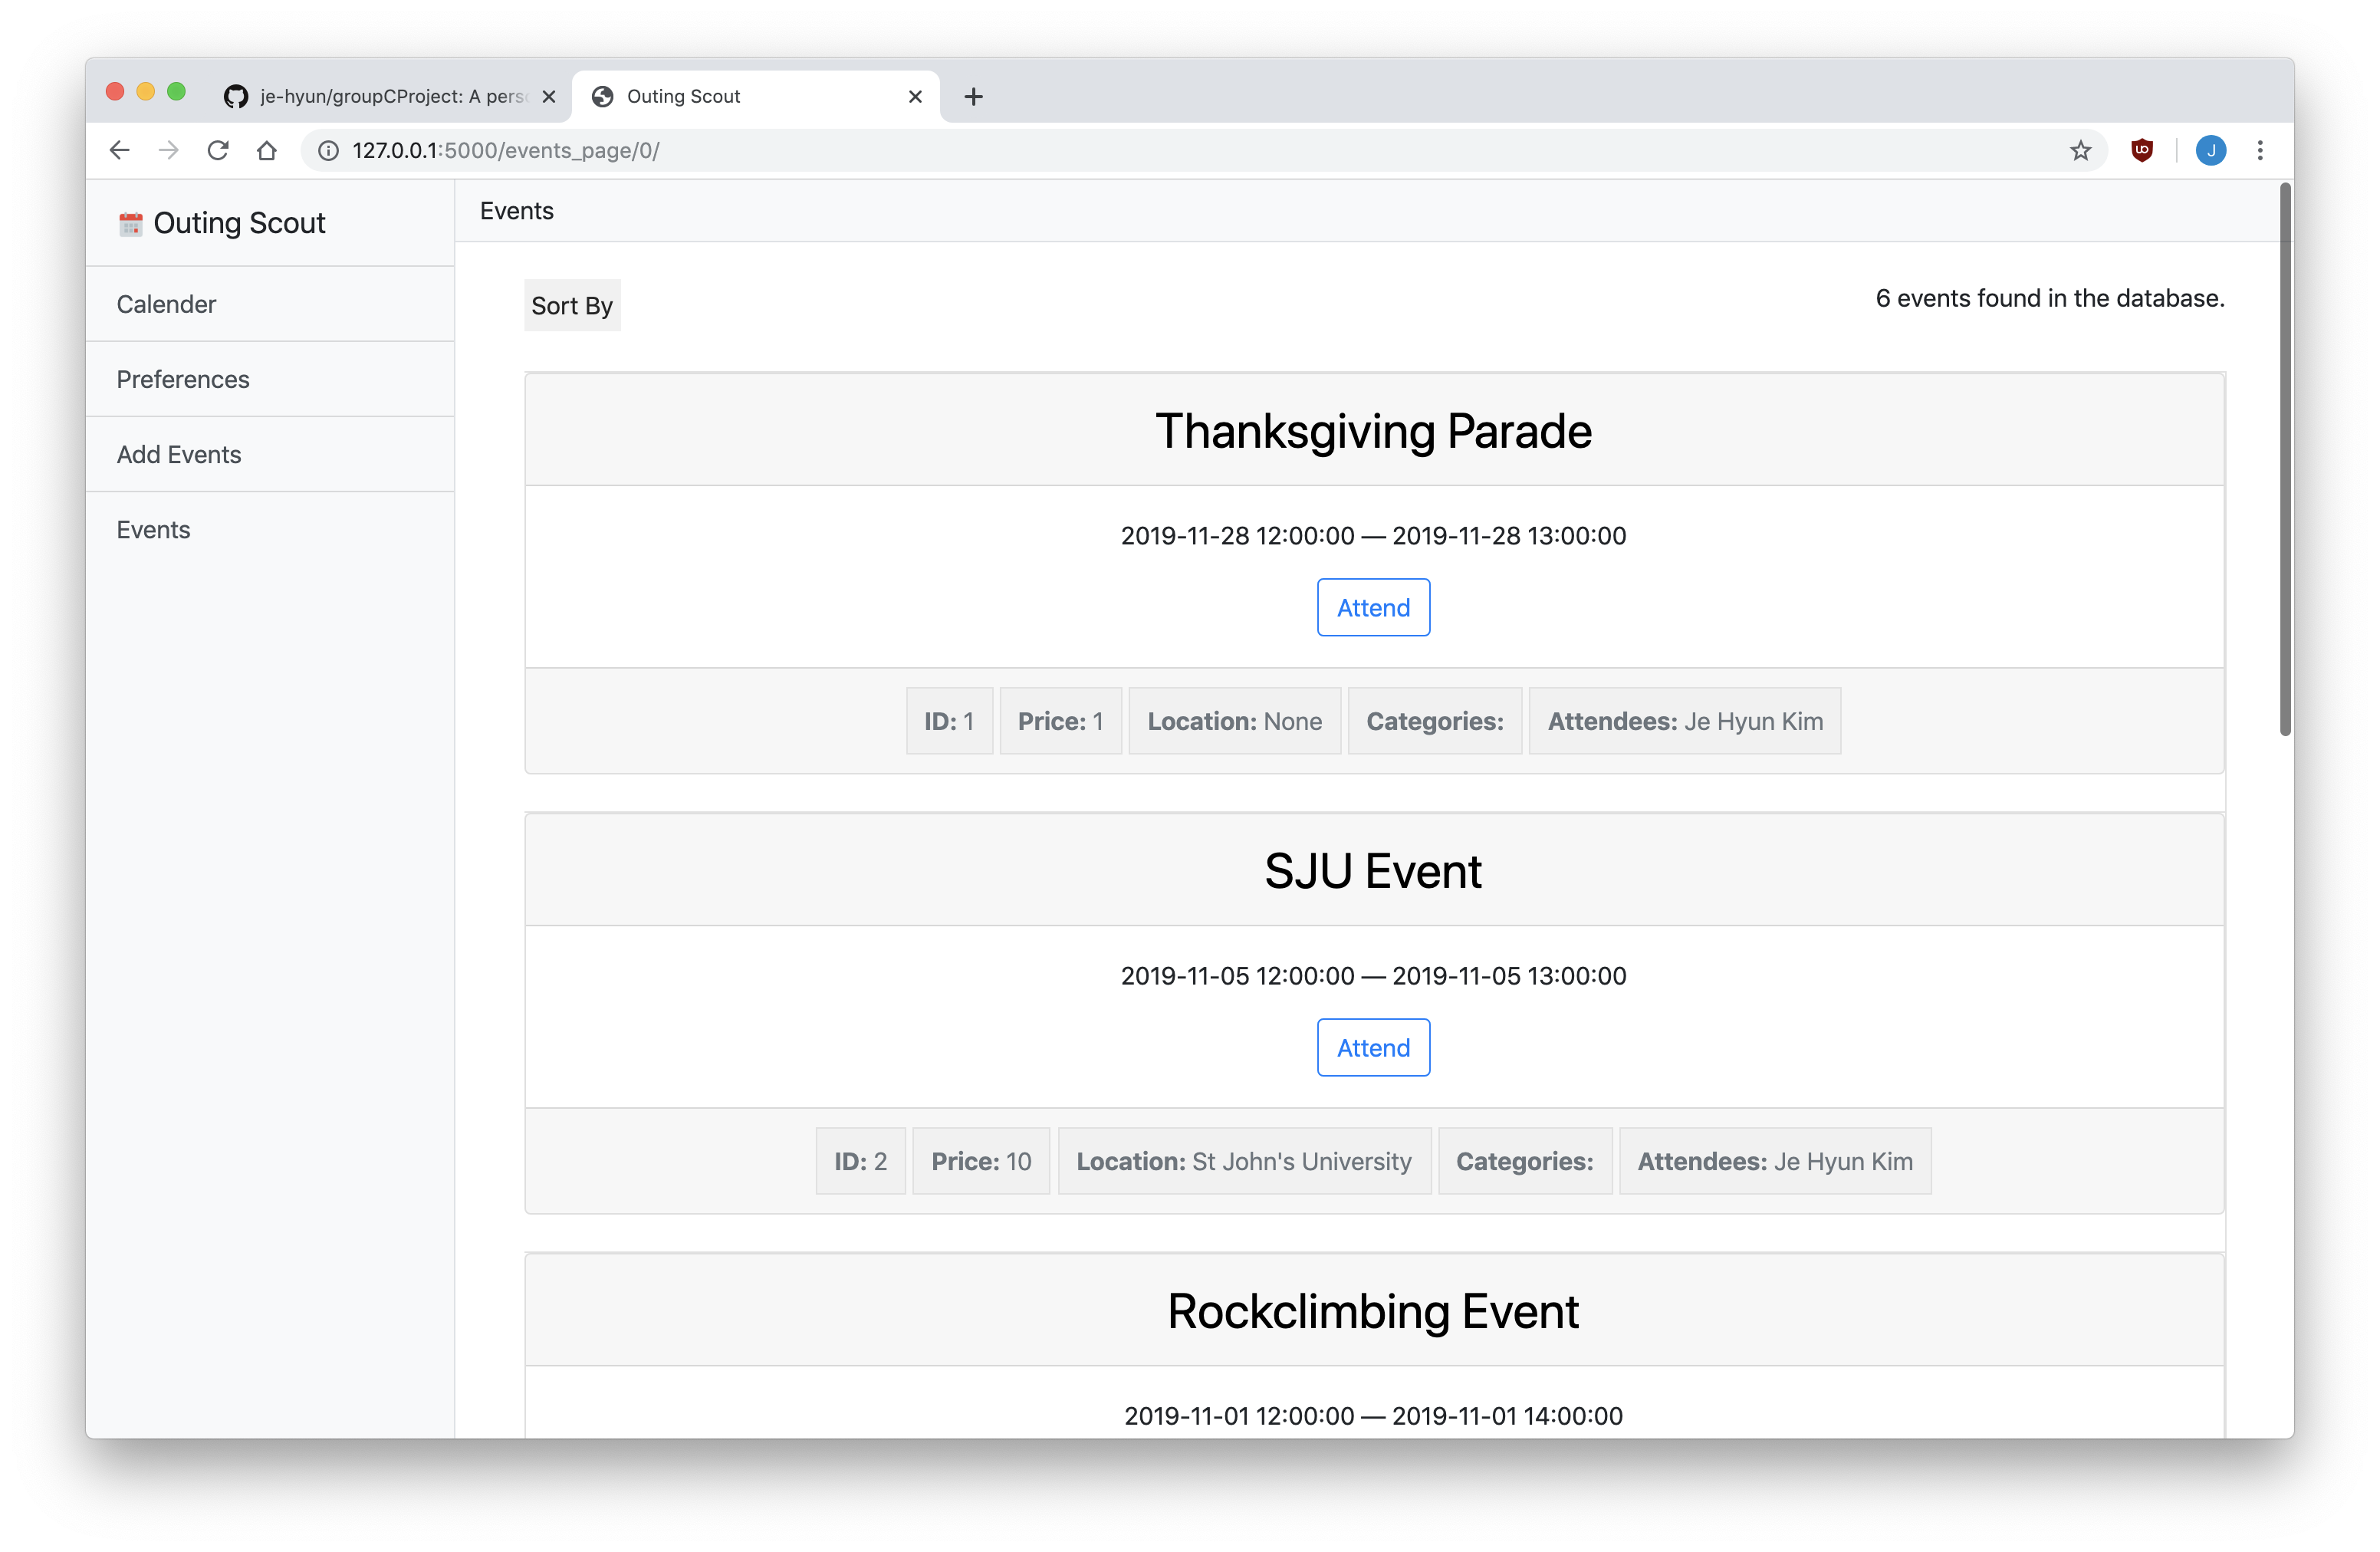 je-hyun/groupCProject: A pers
Outing Scout
127.0.0.1:5000/events_page/0/
J
Outing Scout
Calender
Preferences
Add Events
Events
Events
Sort By
6 events found in the database.
Thanksgiving Parade
2019-11-28 12:00:00 — 2019-11-28 13:00:00
Attend
ID: 1 Price: 1 Location: None Categories: Attendees: Je Hyun Kim
SJU Event
2019-11-05 12:00:00 — 2019-11-05 13:00:00
Attend
ID: 2 Price: 10 Location: St John's University Categories: Attendees: Je Hyun Kim
Rockclimbing Event
2019-11-01 12:00:00 — 2019-11-01 14:00:00